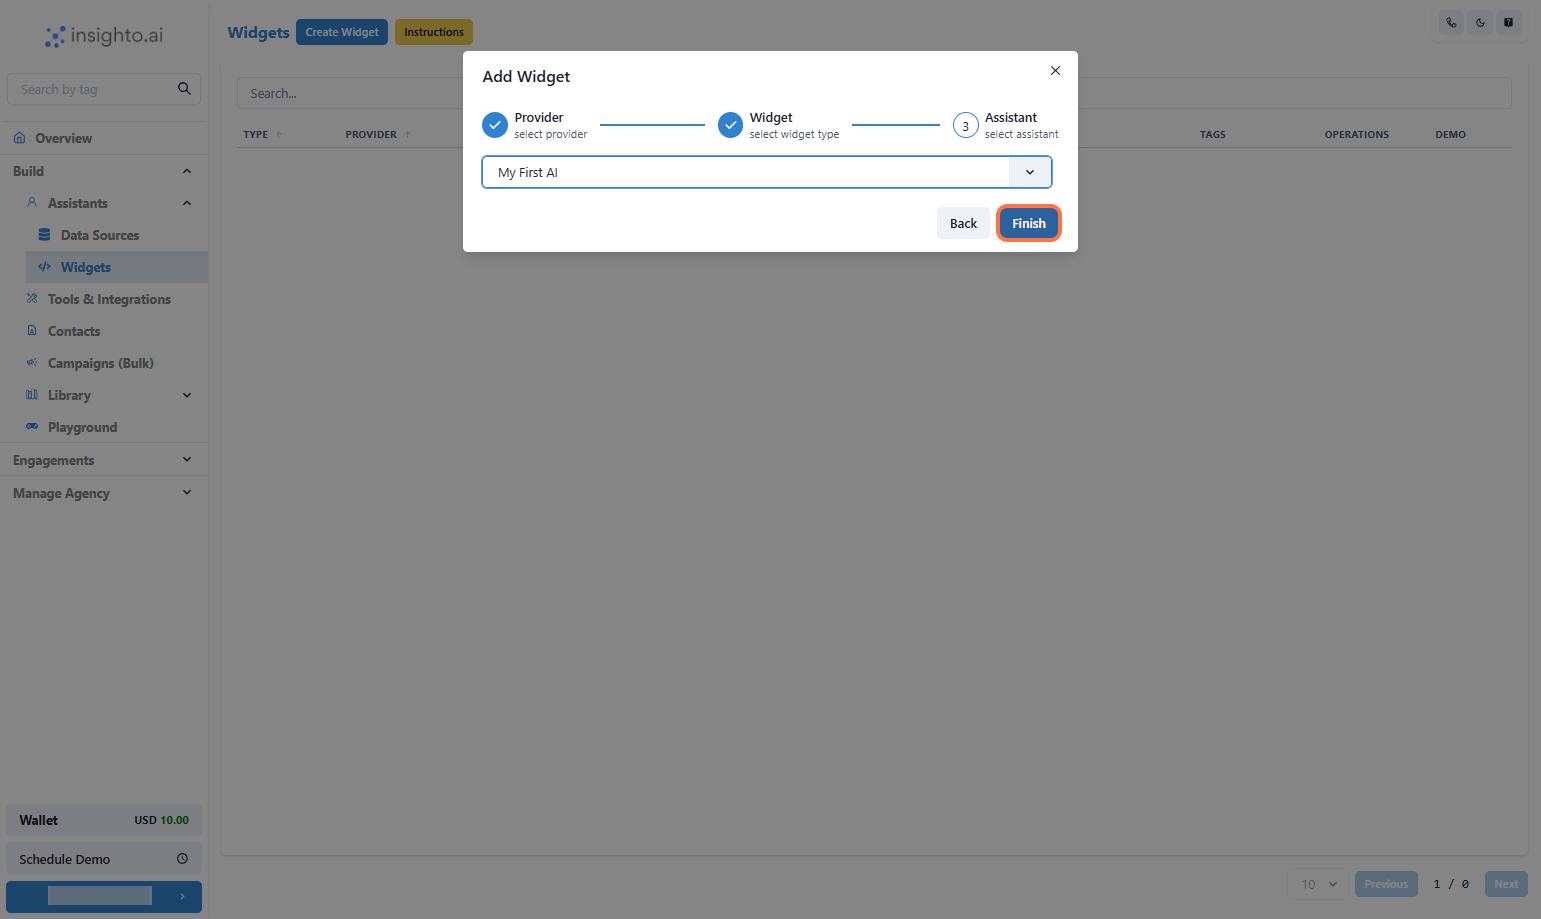 insighto.ai
Search by tag
Overview
Build
Assistants
Data Sources
Widgets
Tools & Integrations
Contacts
Campaigns (Bulk)
Library
Playground
Engagements
Manage Agency
Wallet USD 10.00
Schedule Demo
Widgets Create Widget Instructions
Search...
TYPE PROVIDER TAGS OPERATIONS DEMO
Add Widget
Provider
select provider
Widget
select widget type
3 Assistant
select assistant
My First AI
Back Finish
10 Previous 1 / 0 Next